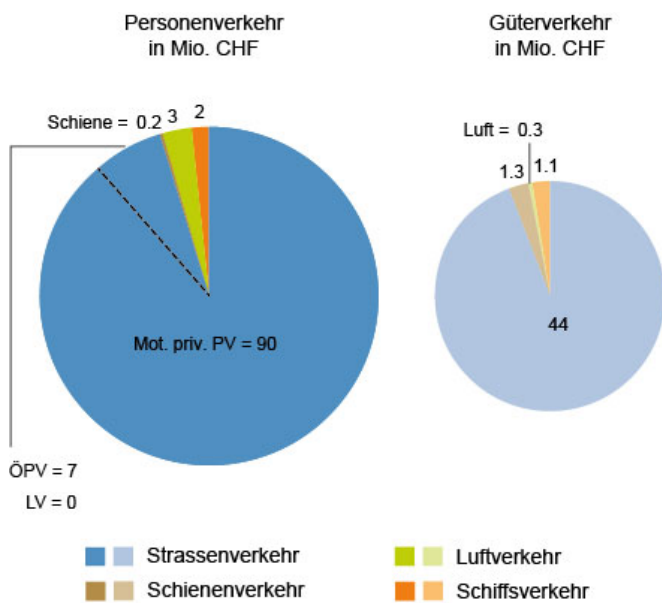 Personenverkehr
in Mio. CHF
Güterverkehr
in Mio. CHF
Schiene = 0.2
3
2
Mot. priv. PV = 90
ÖPV = 7
LV = 0
Luft = 0.3
1.3
1.1
44
Strassenverkehr
Luftverkehr
Schienenverkehr
Schiffsverkehr